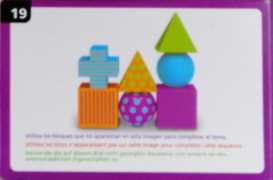 19
Utiliza los bloques que no aparezcan en esta imagen para completar el tema.
Utilisez les blocs n'apparaissant pas sur cette image pour compléter cette séquence.
Verwende die auf diesem Bild nicht gezeigten Bausteine und sortiere sie den
unterschiedlichen Eigenschaften zu.